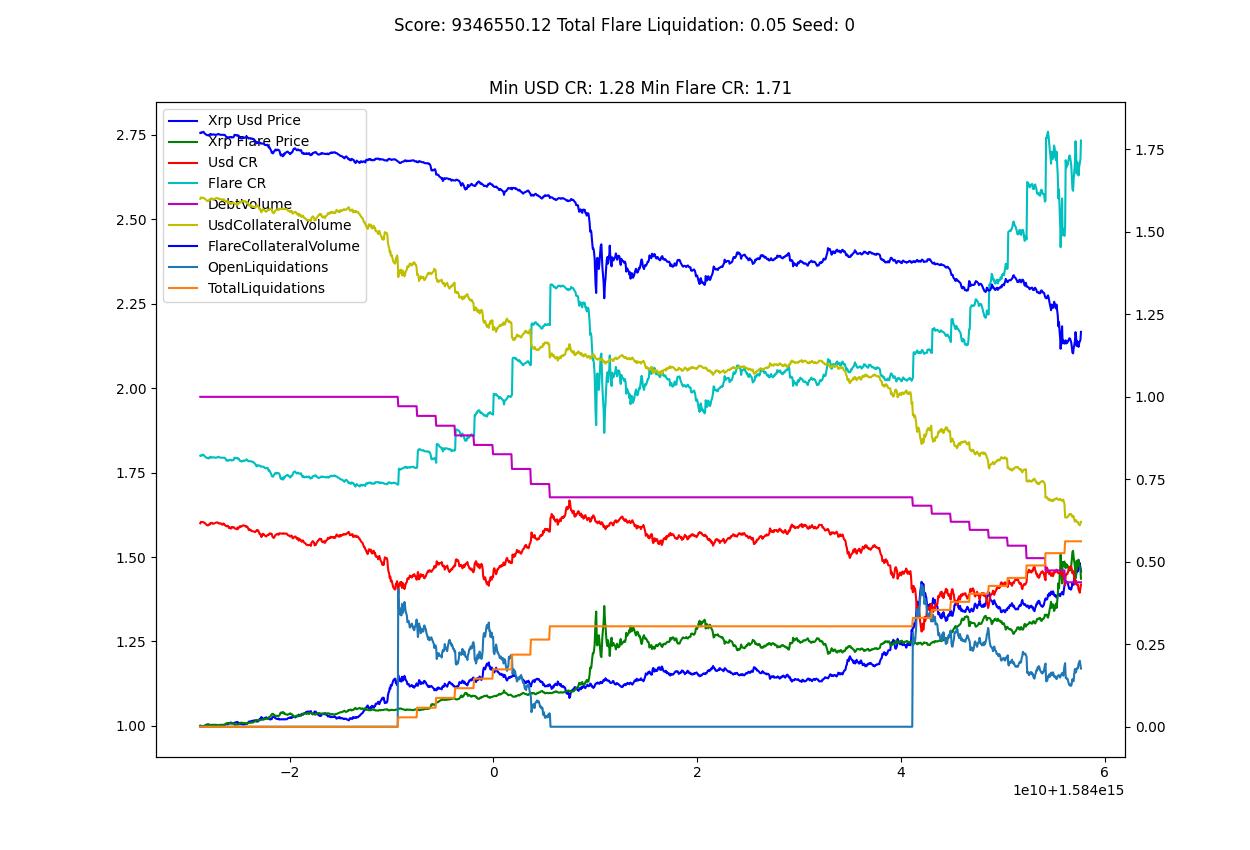 Score: 9346550.12 Total Flare Liquidation: 0.05 Seed: 0
Min USD CR: 1.28 Min Flare CR: 1.71
Xrp Usd Price
Xrp Flare Price
Usd CR
Flare CR
DebtVolume
UsdCollateralVolume
FlareCollateralVolume
OpenLiquidations
TotalLiquidations
2.75
2.50
2.25
2.00
1.75
1.50
1.25
1.00
1.75
1.50
1.25
1.00
0.75
0.50
0.25
0.00
−2
0
2
4
6
1e10+1.584e15